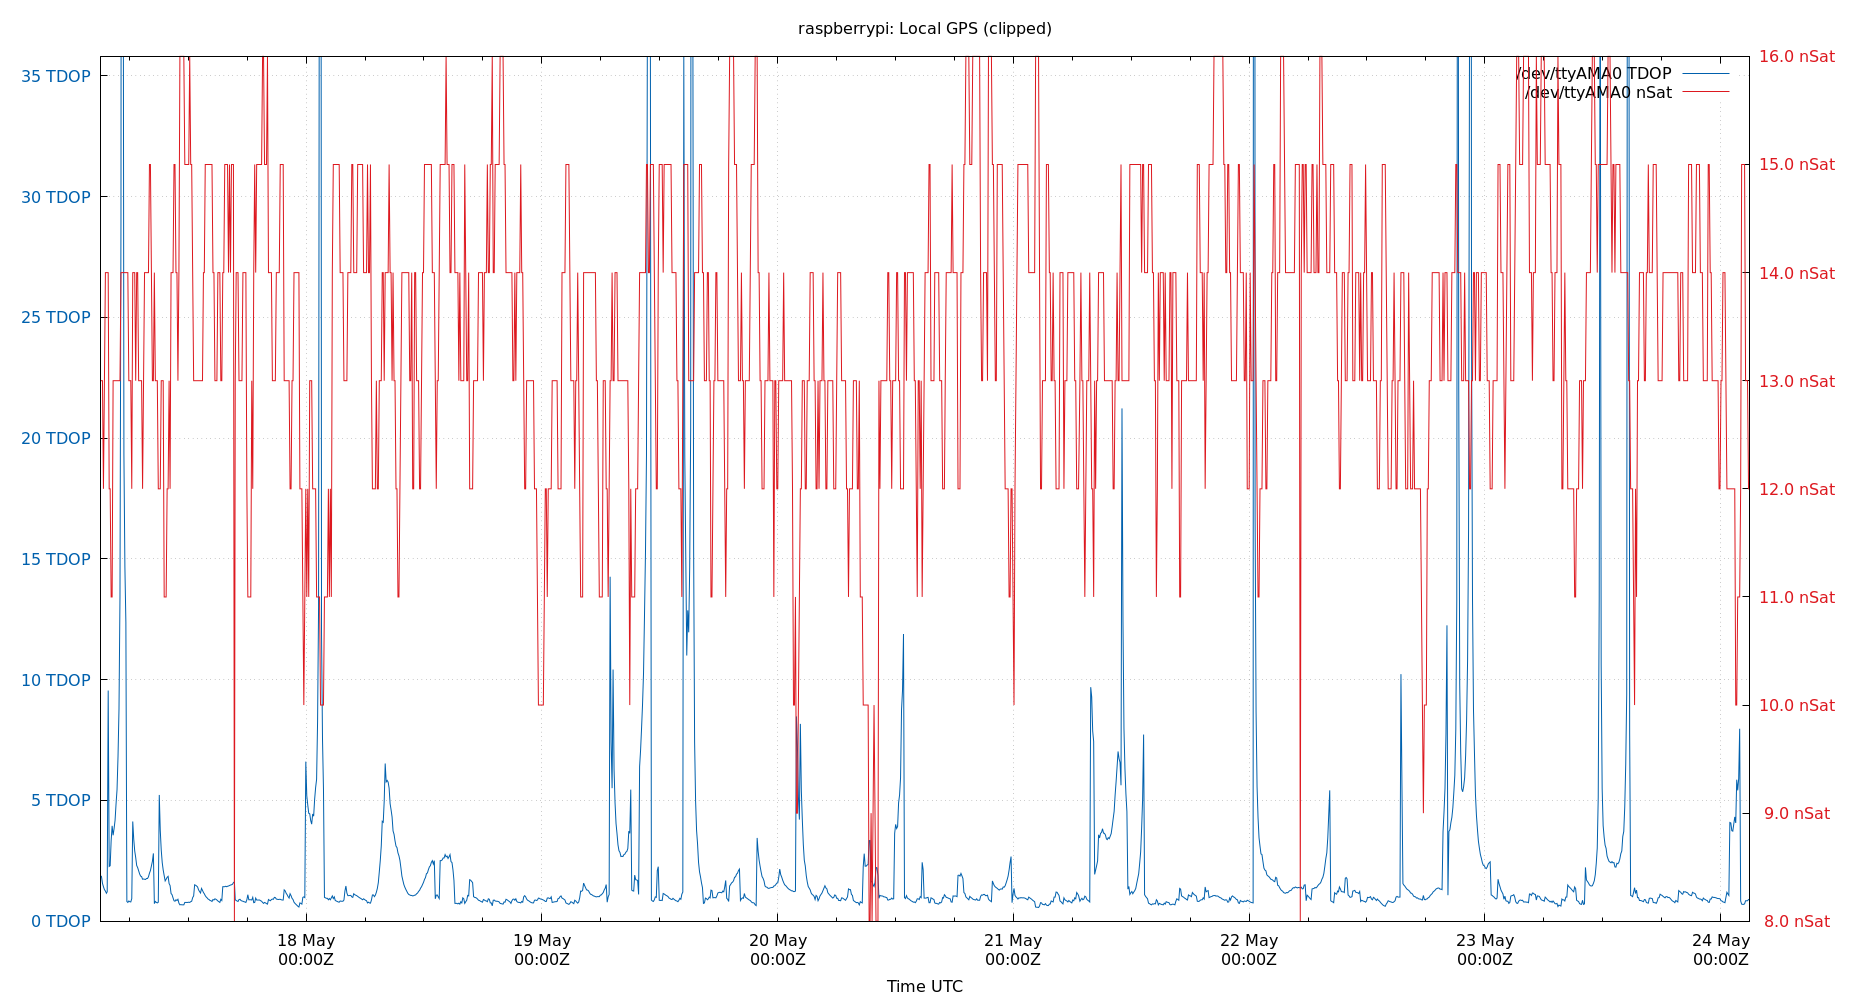 raspberrypi: Local GPS (clipped)
35 TDOP
30 TDOP
25 TDOP
20 TDOP
15 TDOP
10 TDOP
5 TDOP
0 TDOP
/dev/ttyAMA0 TDOP
/dev/ttyAMA0 nSat
16.0 nSat
15.0 nSat
14.0 nSat
13.0 nSat
12.0 nSat
11.0 nSat
10.0 nSat
9.0 nSat
8.0 nSat
18 May
00:00Z
19 May
00:00Z
20 May
00:00Z
21 May
00:00Z
22 May
00:00Z
23 May
00:00Z
24 May
00:00Z
Time UTC